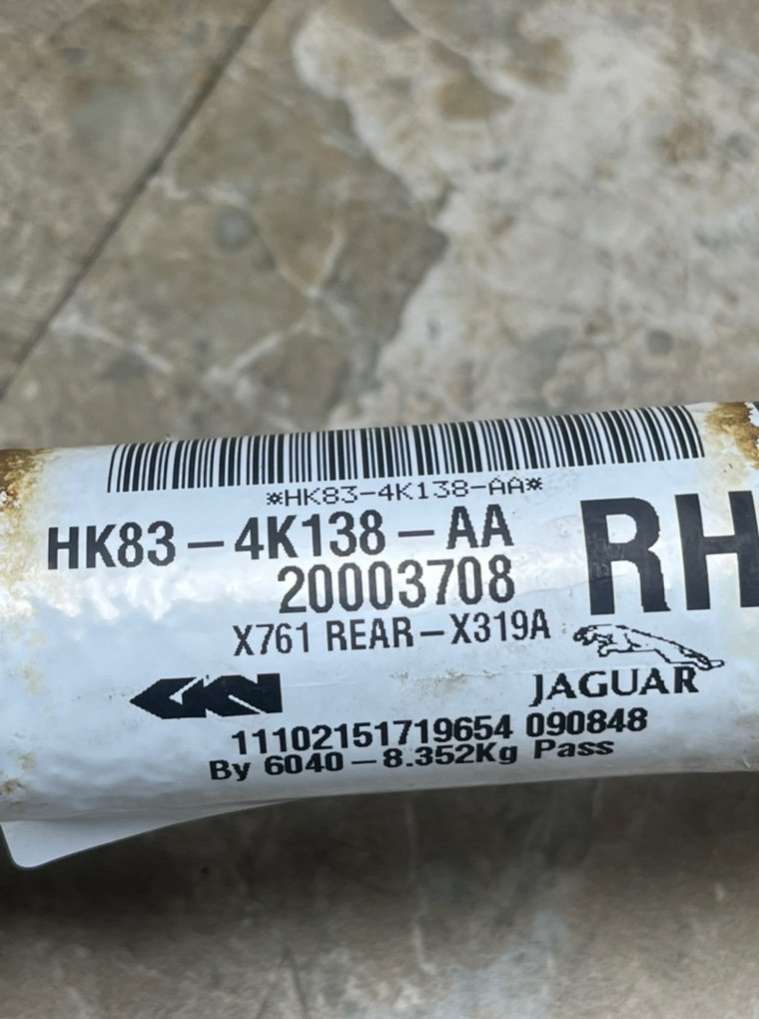 *HK83-4K138-AA*
HK83-4K138-AA
RH
20003708
X761 REAR-X319A
GKN
JAGUAR
11102151719654 090848
By 6040-8.352Kg Pass